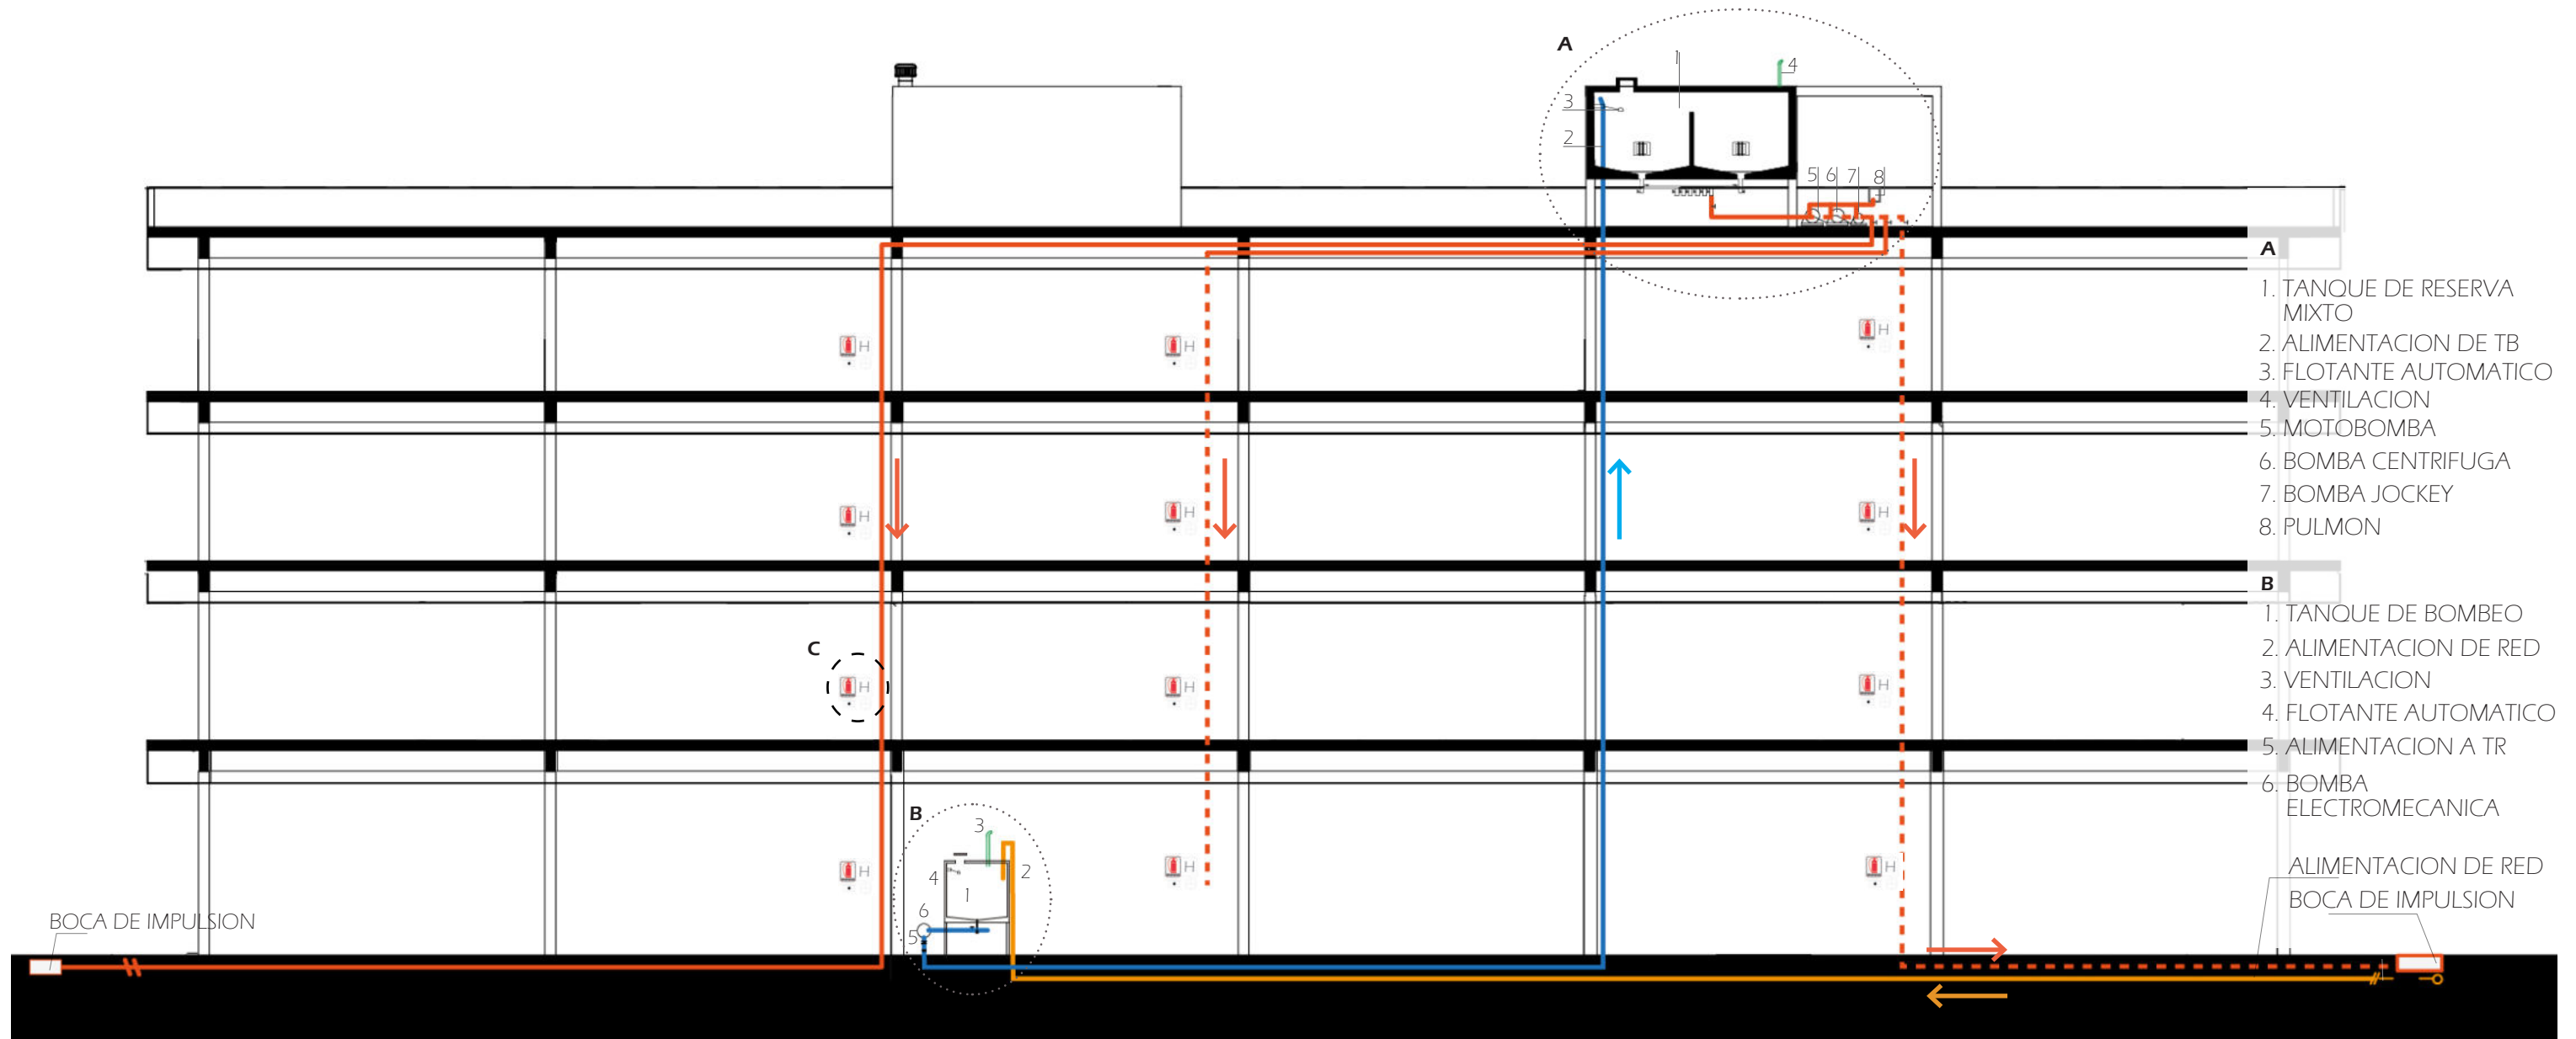 A
1
4
3
2
5 6 7 8
H
H
H
H
H
H
C
H
H
H
B
3
2
4
1
6
5
H
H
H
BOCA DE IMPULSION
A
1. TANQUE DE RESERVA
MIXTO
2. ALIMENTACION DE TB
3. FLOTANTE AUTOMATICO
4. VENTILACION
5. MOTOBOMBA
6. BOMBA CENTRIFUGA
7. BOMBA JOCKEY
8. PULMON
B
1. TANQUE DE BOMBEO
2. ALIMENTACION DE RED
3. VENTILACION
4. FLOTANTE AUTOMATICO
5. ALIMENTACION A TR
6. BOMBA
ELECTROMECANICA
ALIMENTACION DE RED
BOCA DE IMPULSION